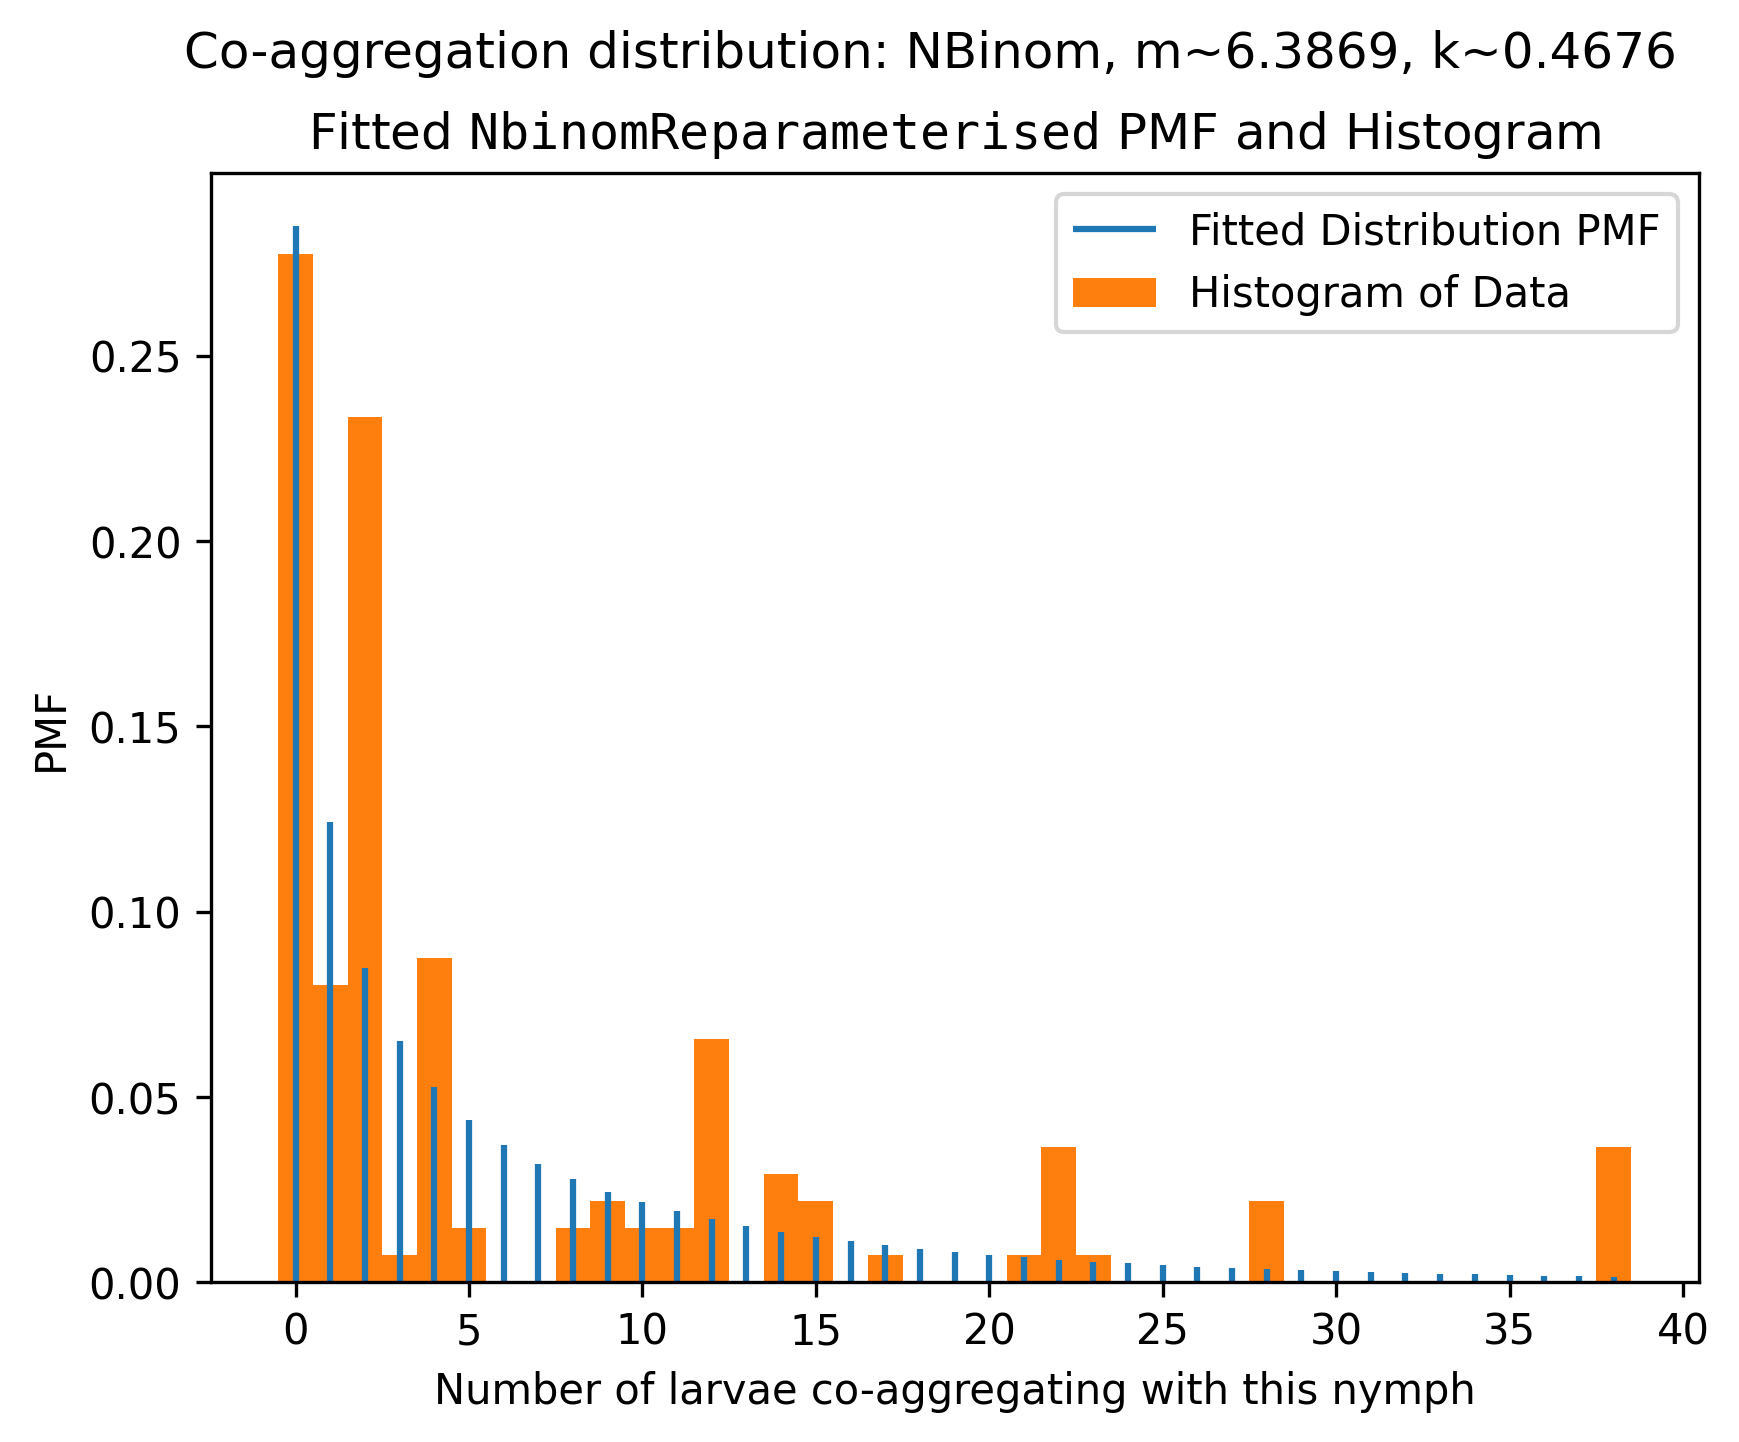 Co-aggregation distribution: NBinom, m~6.3869, k~0.4676
Fitted NbinomReparameterised PMF and Histogram
Fitted Distribution PMF
Histogram of Data
PMF
0.25
0.20
0.15
0.10
0.05
0.00
0 5 10 15 20 25 30 35 40
Number of larvae co-aggregating with this nymph